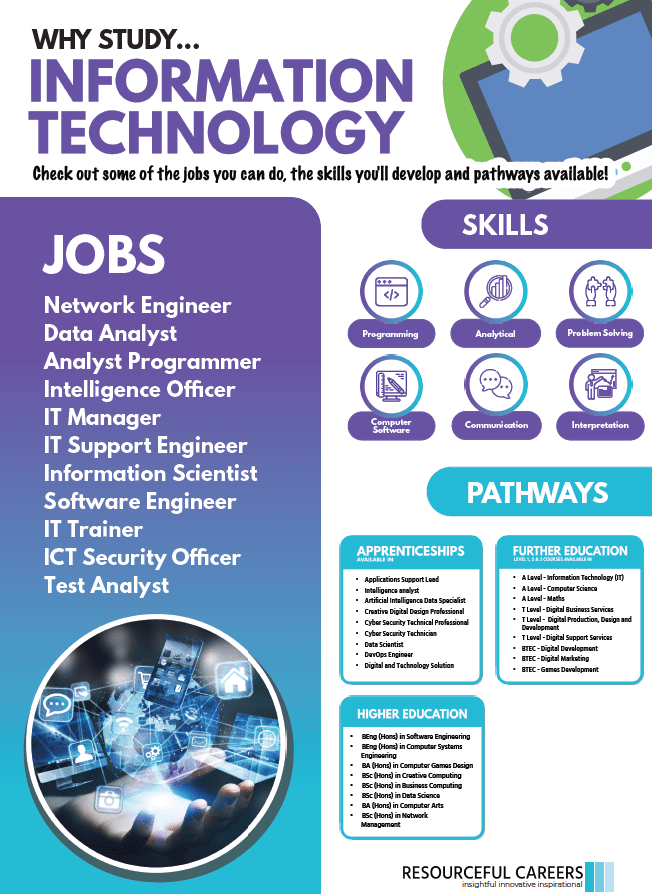 WHY STUDY...
INFORMATION
TECHNOLOGY
Check out some of the jobs you can do, the skills you'll develop and pathways available!
JOBS
Network Engineer
Data Analyst
Analyst Programmer
Intelligence Officer
IT Manager
IT Support Engineer
Information Scientist
Software Engineer
IT Trainer
ICT Security Officer
Test Analyst
SKILLS
Programming
Analytical
Problem Solving
Computer
Software
Communication
Interpretation
PATHWAYS
APPRENTICESHIPS
AVAILABLE IN
• Applications Support Lead
• Intelligence analyst
• Artificial Intelligence Data Specialist
• Creative Digital Design Professional
• Cyber Security Technical Professional
• Cyber Security Technician
• Data Scientist
• DevOps Engineer
• Digital and Technology Solution
FURTHER EDUCATION
LEVEL 1, 2 & 3 COURSES AVAILABLE IN
• A Level - Information Technology (IT)
• A Level - Computer Science
• A Level - Maths
• T Level - Digital Business Services
• T Level - Digital Production, Design and
Development
• T Level - Digital Support Services
• BTEC - Digital Development
• BTEC - Digital Marketing
• BTEC - Games Development
HIGHER EDUCATION
• BEng (Hons) in Software Engineering
• BEng (Hons) in Computer Systems
Engineering
• BA (Hons) in Computer Games Design
• BSc (Hons) in Creative Computing
• BSc (Hons) in Business Computing
• BSc (Hons) in Data Science
• BA (Hons) in Computer Arts
• BSc (Hons) in Network
Management
RESOURCEFUL CAREERS
insightful innovative inspirational